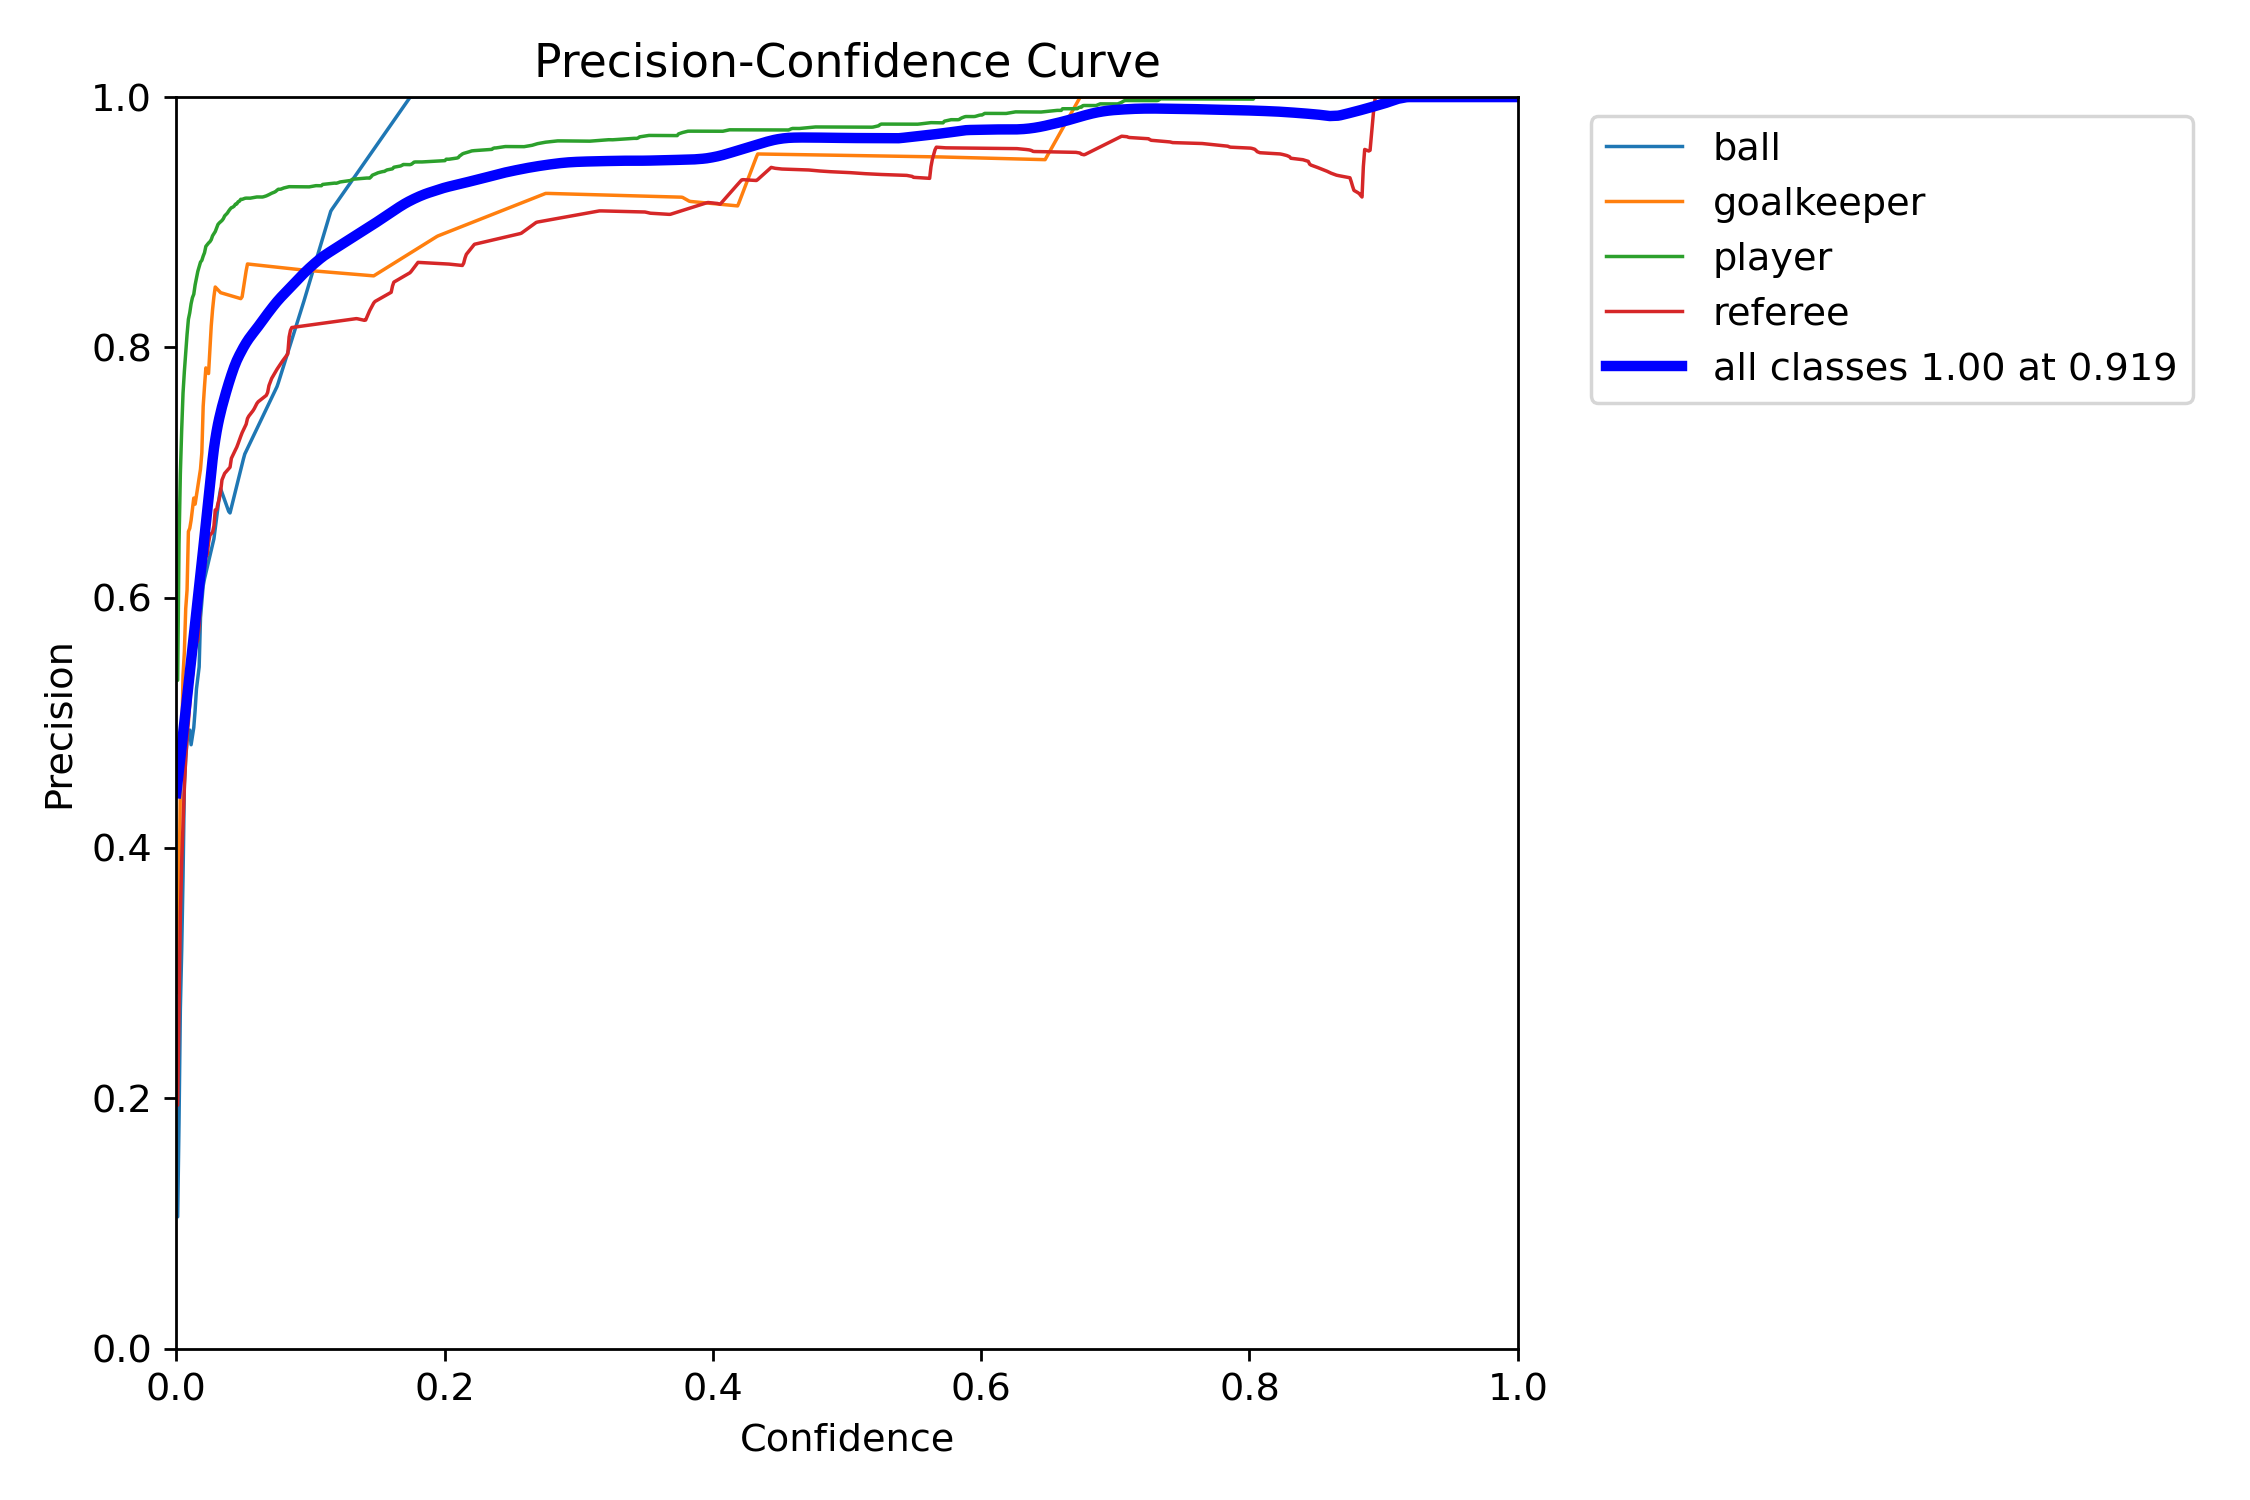 Precision-Confidence Curve
1.0
0.8
0.6
0.4
0.2
0.0
Precision
0.0 0.2 0.4 0.6 0.8 1.0
Confidence
ball
goalkeeper
player
referee
all classes 1.00 at 0.919